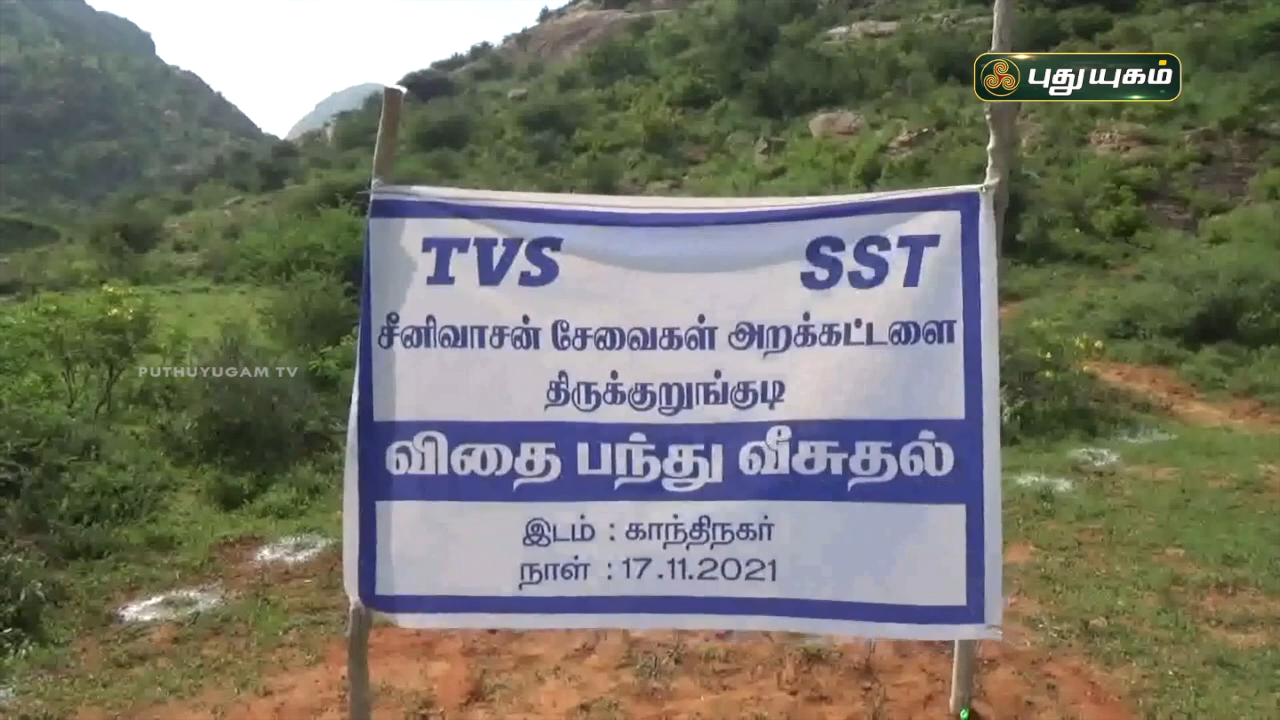 புதுயுகம்
TVS SST
சீனிவாசன் சேவைகள் அறக்கட்டளை
திருக்குறுங்குடி
PUTHUYUGAM TV
விதை பந்து வீசுதல்
இடம் : காந்திநகர்
நாள் : 17.11.2021